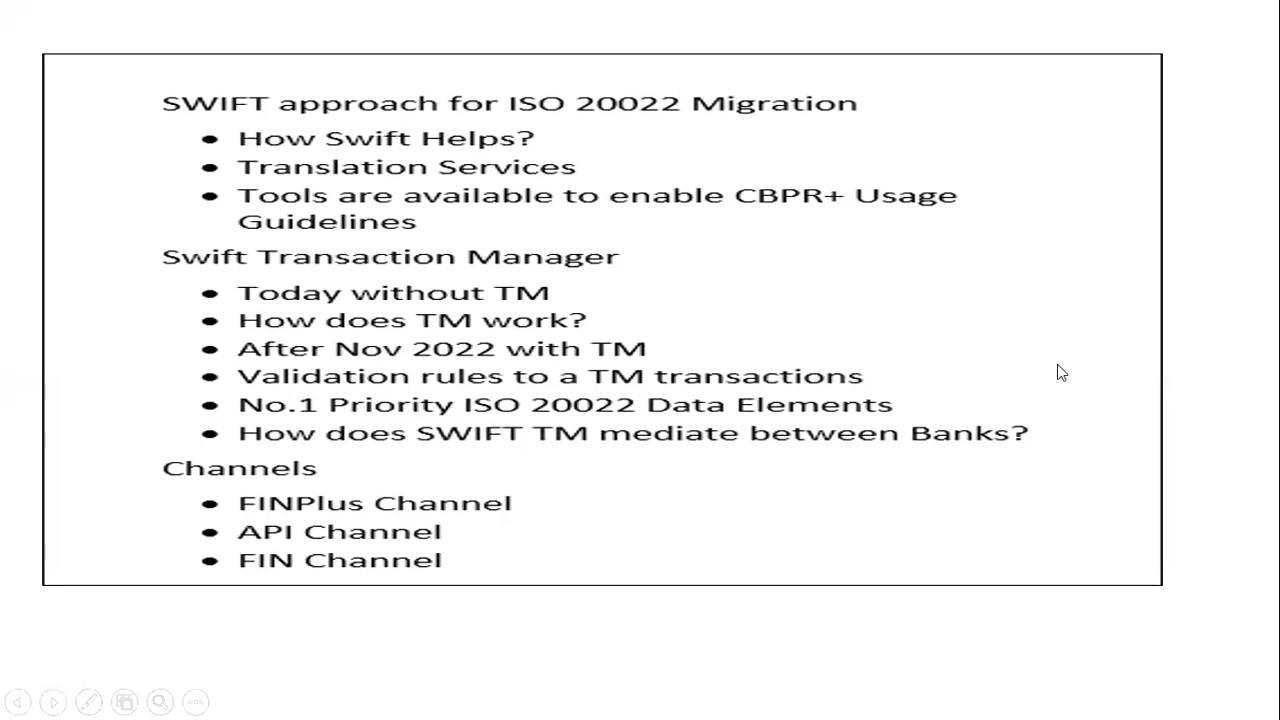 SWIFT approach for ISO 20022 Migration
• How Swift Helps?
• Translation Services
• Tools are available to enable CBPR+ Usage
Guidelines
Swift Transaction Manager
• Today without TM
• How does TM work?
• After Nov 2022 with TM
• Validation rules to a TM transactions
• No.1 Priority ISO 20022 Data Elements
• How does SWIFT TM mediate between Banks?
Channels
• FINPlus Channel
• API Channel
• FIN Channel